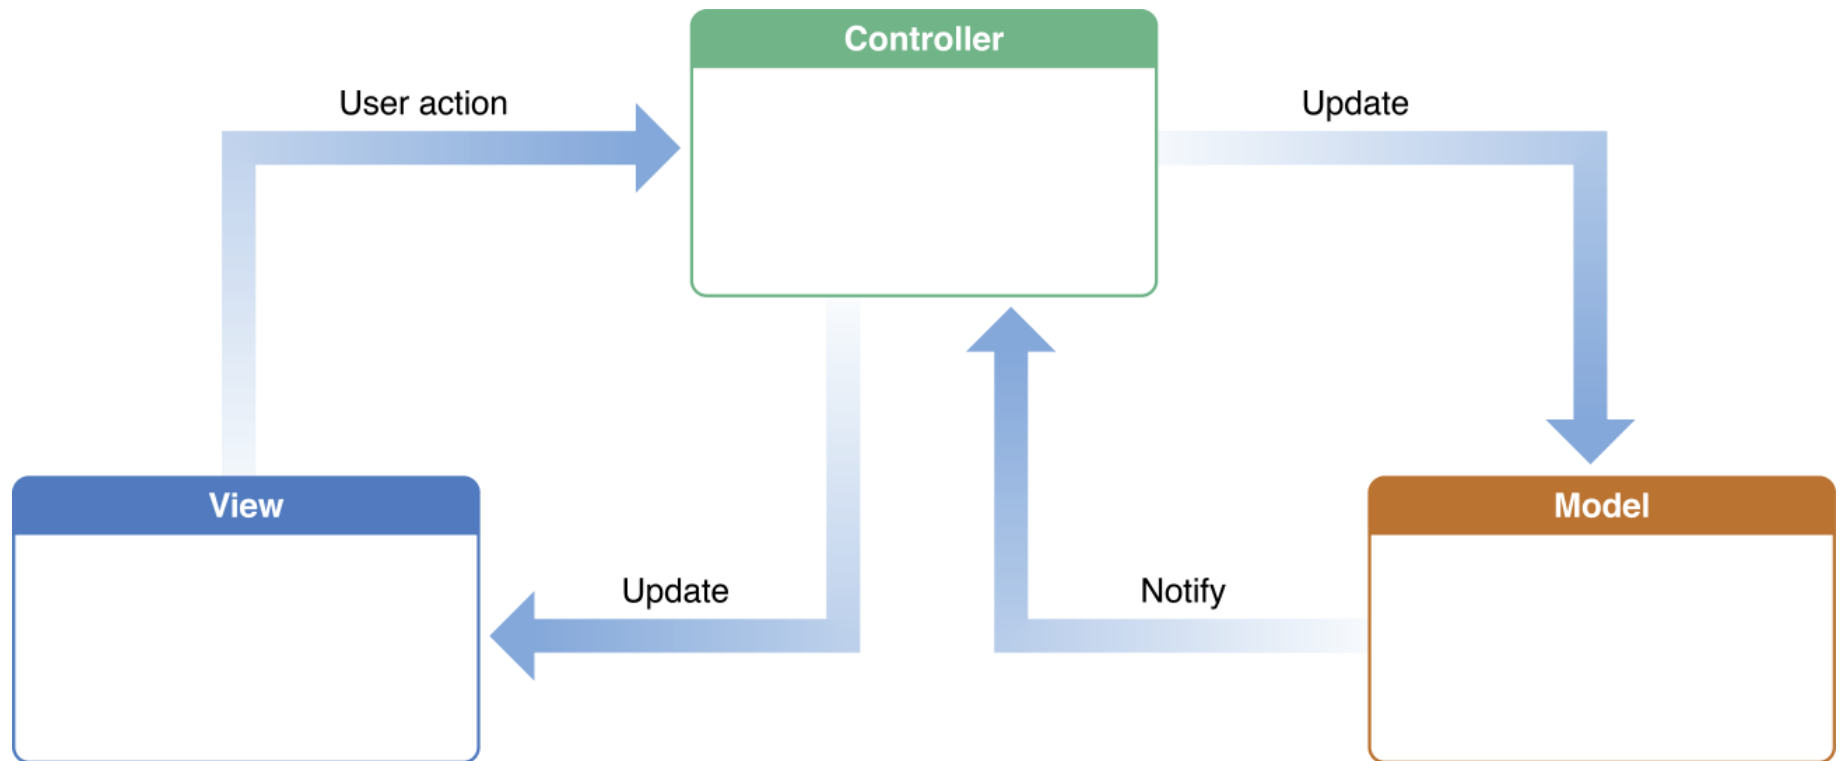 Controller
User action
Update
View
Model
Update
Notify